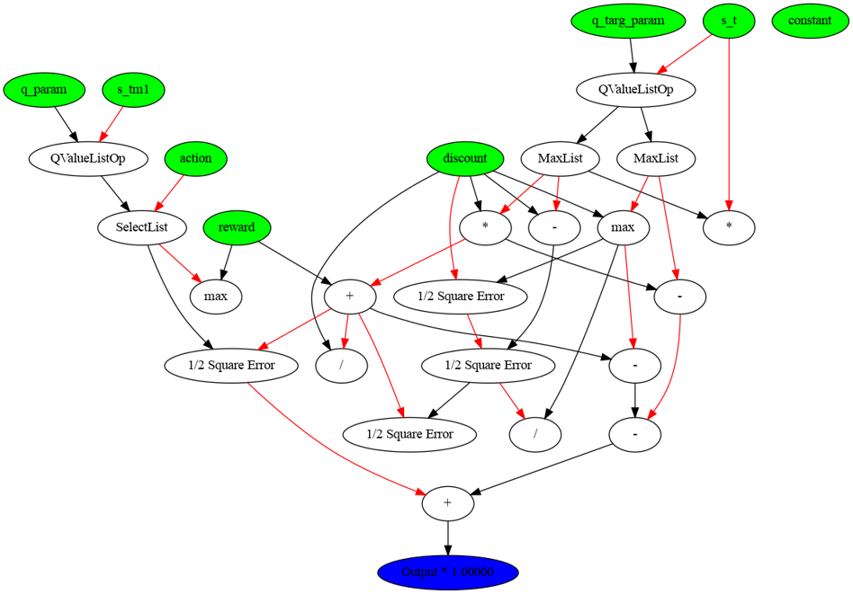 q_targ_param
s_t
constant
q_param
s_tm1
QValueListOp
QValueListOp
action
discount
MaxList
MaxList
SelectList
reward
*
-
max
*
max
+
1/2 Square Error
-
1/2 Square Error
/
1/2 Square Error
-
1/2 Square Error
/
-
+
Output * 1.00000